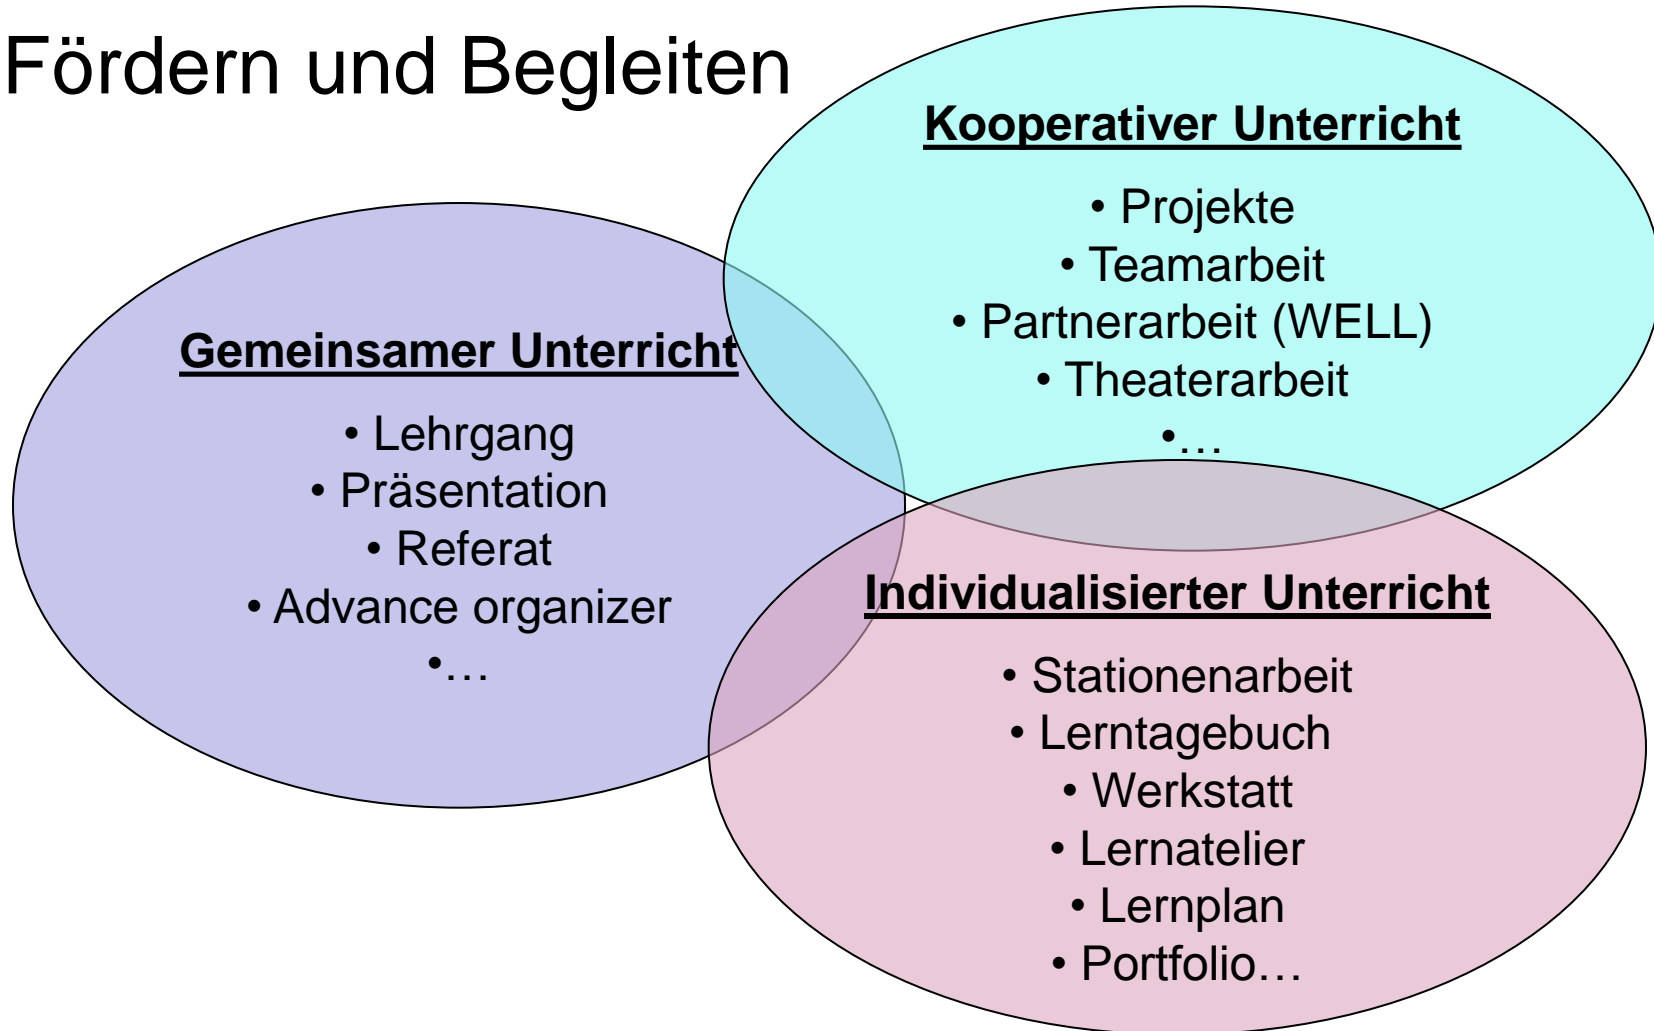 Fördern und Begleiten
Kooperativer Unterricht
• Projekte
• Teamarbeit
• Partnerarbeit (WELL)
• Theaterarbeit
•…
Gemeinsamer Unterricht
• Lehrgang
• Präsentation
• Referat
• Advance organizer
•…
Individualisierter Unterricht
• Stationenarbeit
• Lerntagebuch
• Werkstatt
• Lernatelier
• Lernplan
• Portfolio…